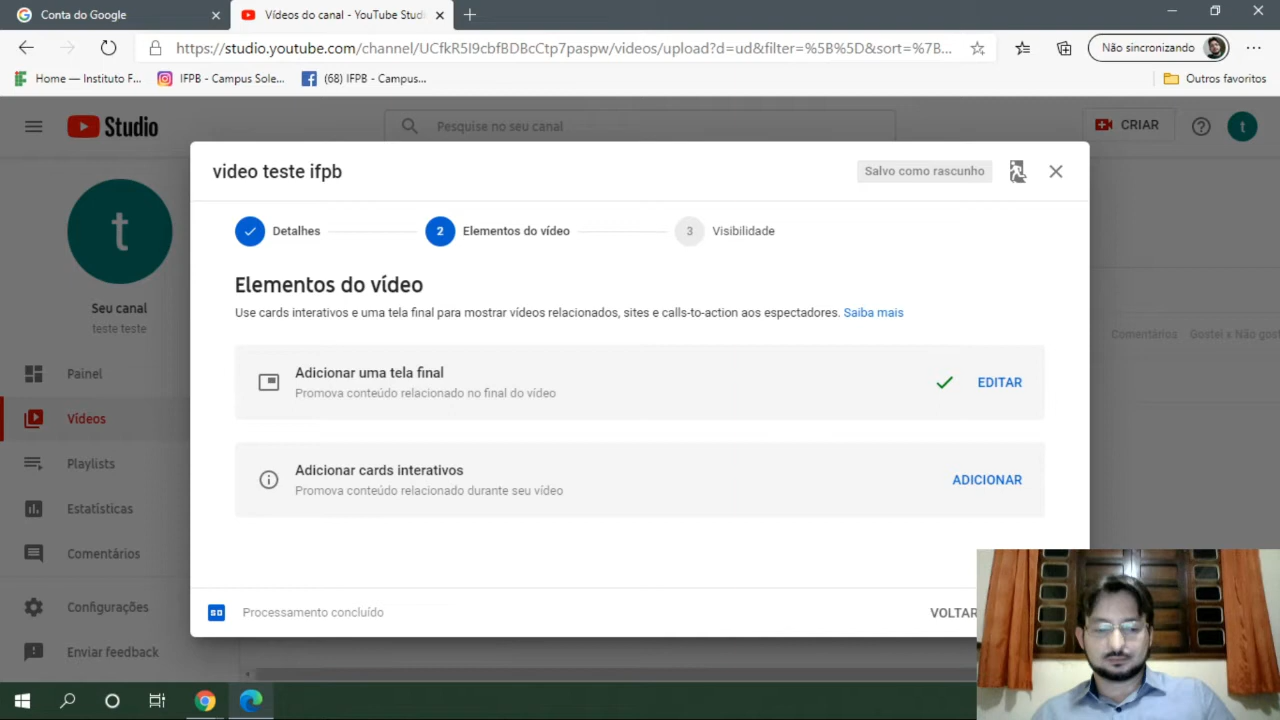 Conta do Google
Vídeos do canal - YouTube Studi
https://studio.youtube.com/channel/UCfkR5I9cbfBDBcCtp7paspw/videos/upload?d=ud&filter=%5B%5D&sort=%7B...
Não sincronizando
Home — Instituto F...
IFPB - Campus Sole...
(68) IFPB - Campus...
Outros favoritos
Studio
Pesquise no seu canal
CRIAR
t
video teste ifpb
Salvo como rascunho
t
Detalhes
2
Elementos do vídeo
3
Visibilidade
Elementos do vídeo
Use cards interativos e uma tela final para mostrar vídeos relacionados, sites e calls-to-action aos espectadores. Saiba mais
Seu canal
teste teste
Comentários
Gostei x Não gost
Adicionar uma tela final
Promova conteúdo relacionado no final do vídeo
EDITAR
Adicionar cards interativos
Promova conteúdo relacionado durante seu vídeo
ADICIONAR
Painel
Vídeos
Playlists
Estatísticas
Comentários
Configurações
Enviar feedback
SD
Processamento concluído
VOLTAR